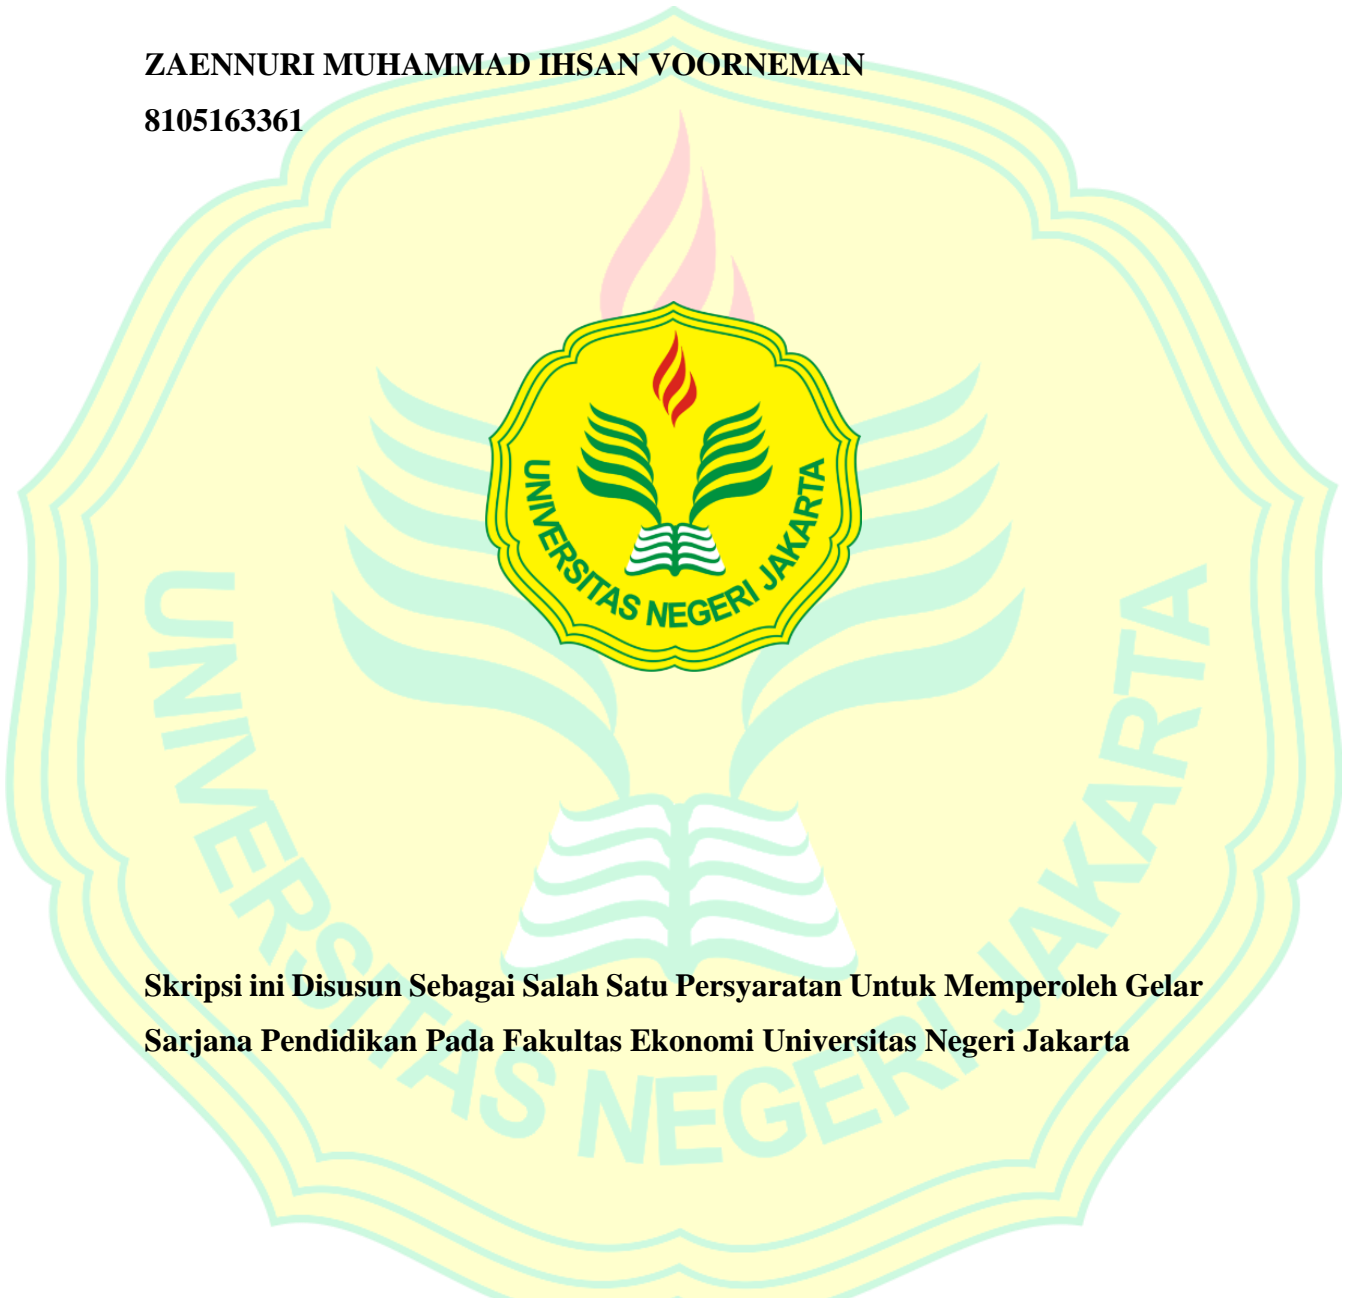 ZAENNURI MUHAMMAD IHSAN VOORNEMAN
8105163361
UNIVERSITAS NEGERI JAKARTA
UNIVERSITAS NEGERI JAKARTA
Skripsi ini Disusun Sebagai Salah Satu Persyaratan Untuk Memperoleh Gelar
Sarjana Pendidikan Pada Fakultas Ekonomi Universitas Negeri Jakarta